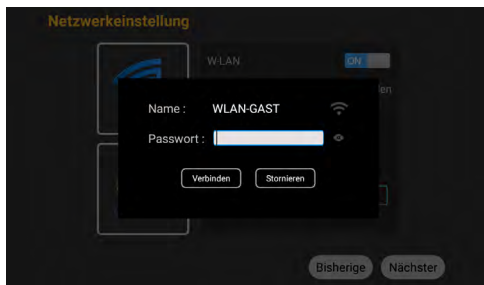 Netzwerkeinstellung
W-LAN
ON
Name :
WLAN-GAST
Passwort :
Verbinden
Stornieren
Bisherige
Nächster